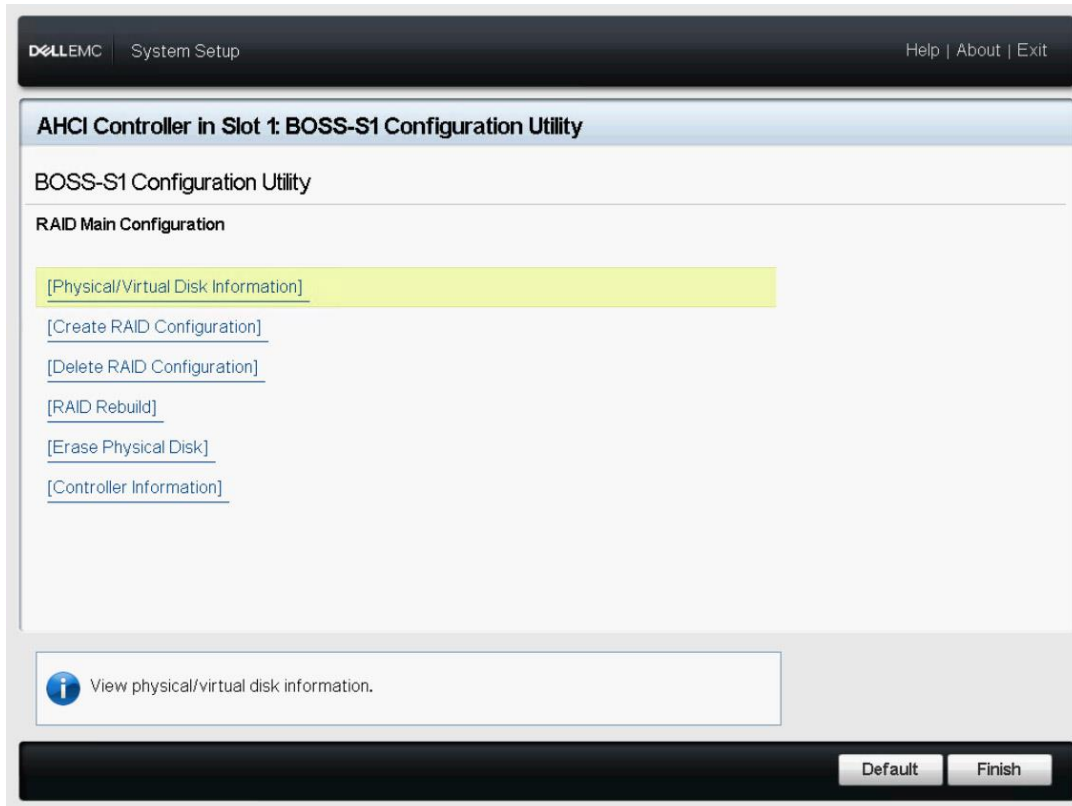 DELLEMC System Setup Help | About | Exit
AHCI Controller in Slot 1: BOSS-S1 Configuration Utility
BOSS-S1 Configuration Utility
RAID Main Configuration
[Physical/Virtual Disk Information]
[Create RAID Configuration]
[Delete RAID Configuration]
[RAID Rebuild]
[Erase Physical Disk]
[Controller Information]
View physical/virtual disk information.
Default Finish